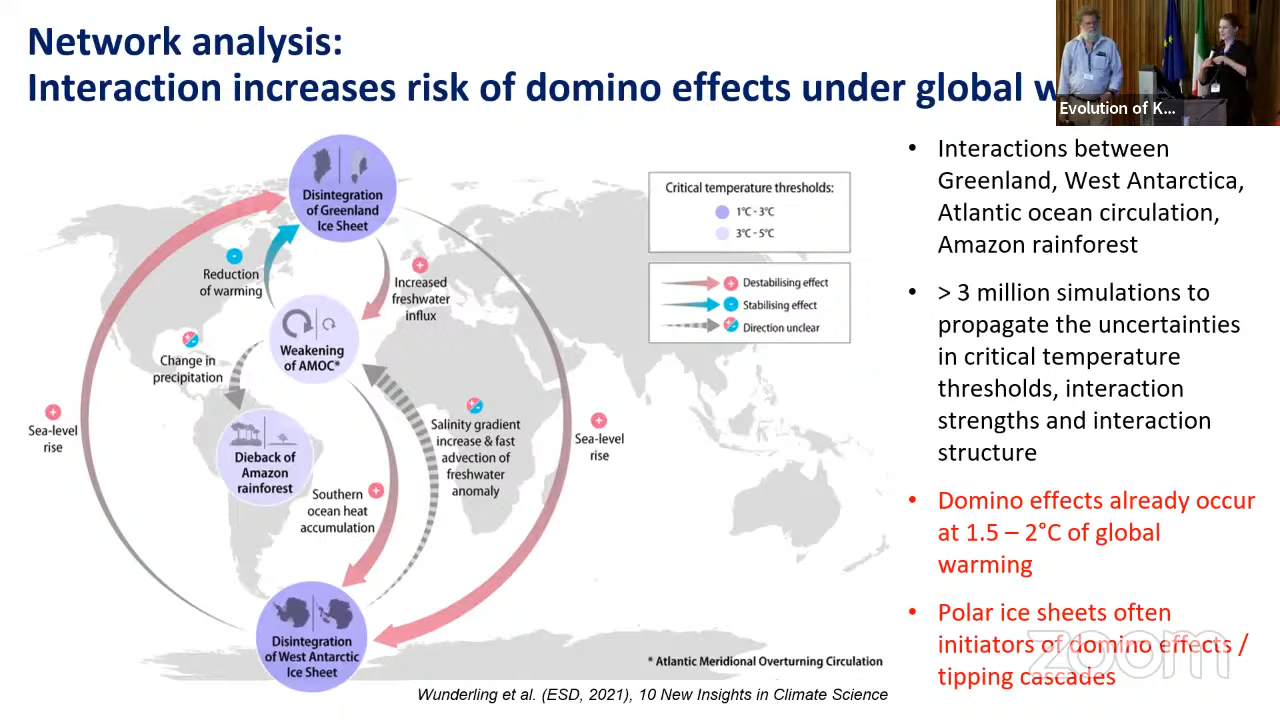 Network analysis:
Interaction increases risk of domino effects under global w
Evolution of K...
Disintegration
of Greenland
Ice Sheet
Critical temperature thresholds:
1°C - 3°C
3°C - 5°C
Destabilising effect
Stabilising effect
Direction unclear
Reduction
of warming
Increased
freshwater
influx
Weakening
of AMOC*
Change in
precipitation
Sea-level
rise
Salinity gradient
increase & fast
advection of
freshwater
anomaly
Sea-level
rise
Dieback of
Amazon
rainforest
Southern
ocean heat
accumulation
Disintegration
of West Antarctic
Ice Sheet
* Atlantic Meridional Overturning Circulation
Wunderling et al. (ESD, 2021), 10 New Insights in Climate Science
• Interactions between
Greenland, West Antarctica,
Atlantic ocean circulation,
Amazon rainforest
• > 3 million simulations to
propagate the uncertainties
in critical temperature
thresholds, interaction
strengths and interaction
structure
• Domino effects already occur
at 1.5 – 2°C of global
warming
• Polar ice sheets often
initiators of domino effects /
tipping cascades
zoom